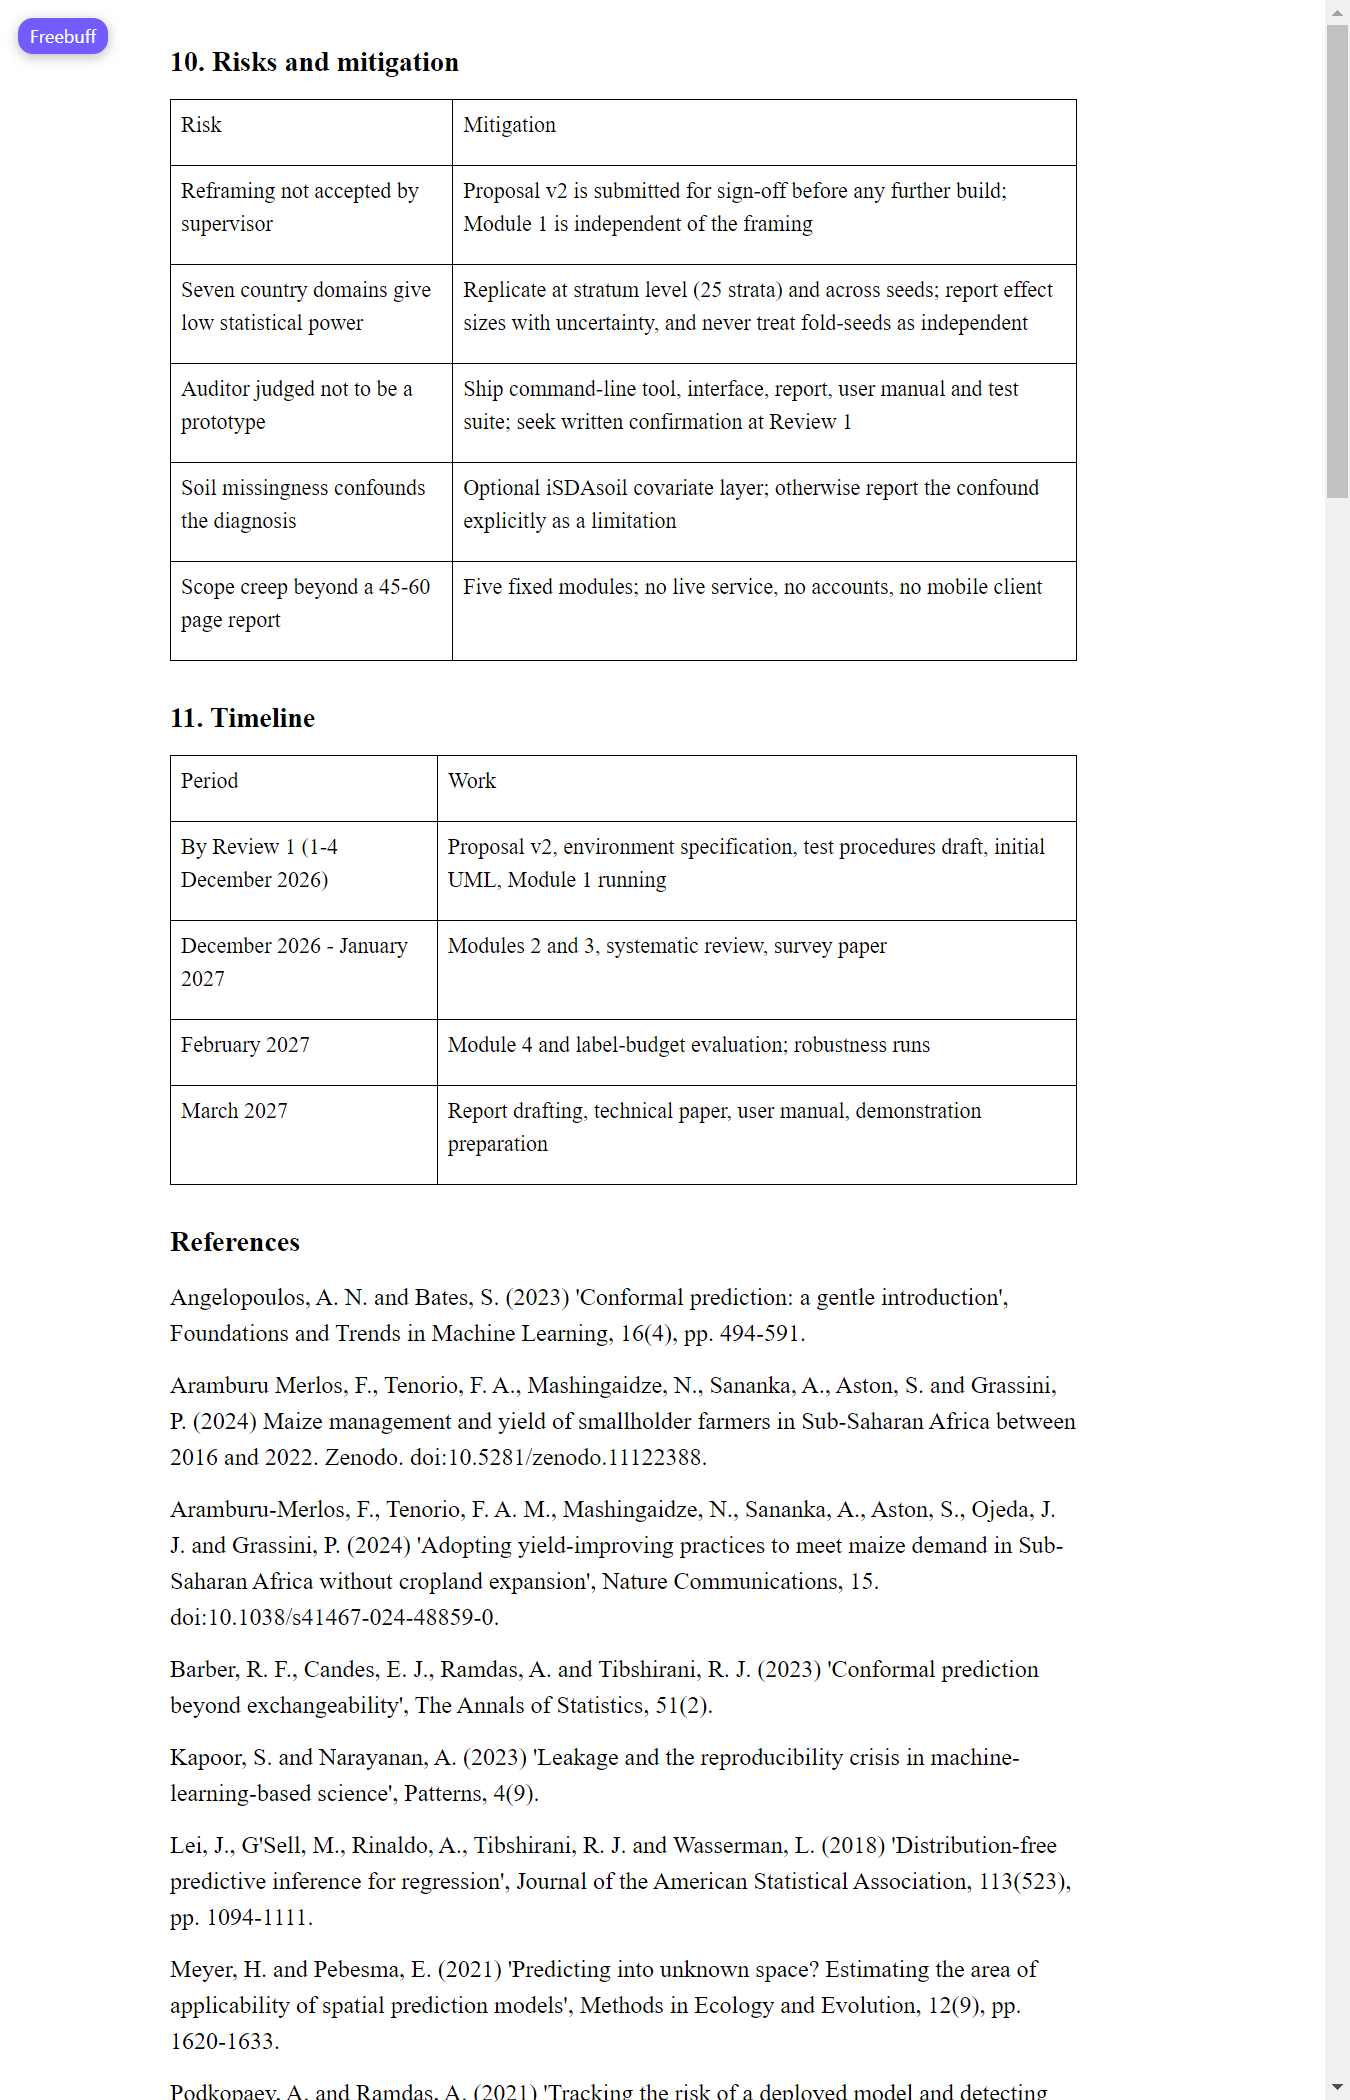 Freebuff
10. Risks and mitigation
Risk
Mitigation
Reframing not accepted by
supervisor
Proposal v2 is submitted for sign-off before any further build;
Module 1 is independent of the framing
Seven country domains give
low statistical power
Replicate at stratum level (25 strata) and across seeds; report effect
sizes with uncertainty, and never treat fold-seeds as independent
Auditor judged not to be a
prototype
Ship command-line tool, interface, report, user manual and test
suite; seek written confirmation at Review 1
Soil missingness confounds
the diagnosis
Optional iSDAsoil covariate layer; otherwise report the confound
explicitly as a limitation
Scope creep beyond a 45-60
page report
Five fixed modules; no live service, no accounts, no mobile client
11. Timeline
Period
Work
By Review 1 (1-4
December 2026)
Proposal v2, environment specification, test procedures draft, initial
UML, Module 1 running
December 2026 - January
2027
Modules 2 and 3, systematic review, survey paper
February 2027
Module 4 and label-budget evaluation; robustness runs
March 2027
Report drafting, technical paper, user manual, demonstration
preparation
References
Angelopoulos, A. N. and Bates, S. (2023) 'Conformal prediction: a gentle introduction',
Foundations and Trends in Machine Learning, 16(4), pp. 494-591.
Aramburu Merlos, F., Tenorio, F. A., Mashingaidze, N., Sananka, A., Aston, S. and Grassini,
P. (2024) Maize management and yield of smallholder farmers in Sub-Saharan Africa between
2016 and 2022. Zenodo. doi:10.5281/zenodo.11122388.
Aramburu-Merlos, F., Tenorio, F. A. M., Mashingaidze, N., Sananka, A., Aston, S., Ojeda, J.
J. and Grassini, P. (2024) 'Adopting yield-improving practices to meet maize demand in Sub-
Saharan Africa without cropland expansion', Nature Communications, 15.
doi:10.1038/s41467-024-48859-0.
Barber, R. F., Candes, E. J., Ramdas, A. and Tibshirani, R. J. (2023) 'Conformal prediction
beyond exchangeability', The Annals of Statistics, 51(2).
Kapoor, S. and Narayanan, A. (2023) 'Leakage and the reproducibility crisis in machine-
learning-based science', Patterns, 4(9).
Lei, J., G'Sell, M., Rinaldo, A., Tibshirani, R. J. and Wasserman, L. (2018) 'Distribution-free
predictive inference for regression', Journal of the American Statistical Association, 113(523),
pp. 1094-1111.
Meyer, H. and Pebesma, E. (2021) 'Predicting into unknown space? Estimating the area of
applicability of spatial prediction models', Methods in Ecology and Evolution, 12(9), pp.
1620-1633.
Podkopaev, A. and Ramdas, A. (2021) 'Tracking the risk of a deployed model and detecting